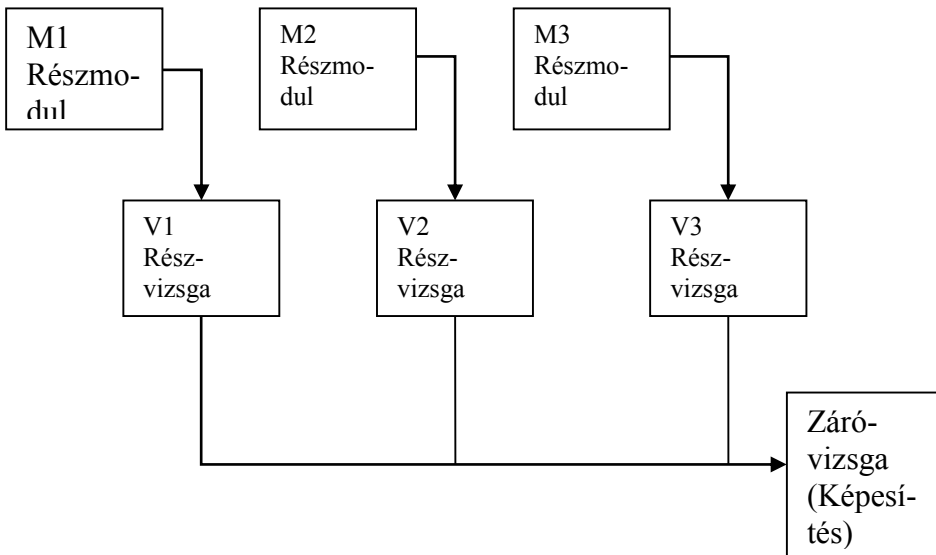 M1
Részmo-
dul
M2
Részmo-
dul
M3
Részmo-
dul
V1
Rész-
vizsga
V2
Rész-
vizsga
V3
Rész-
vizsga
Záró-
vizsga
(Képesí-
tés)